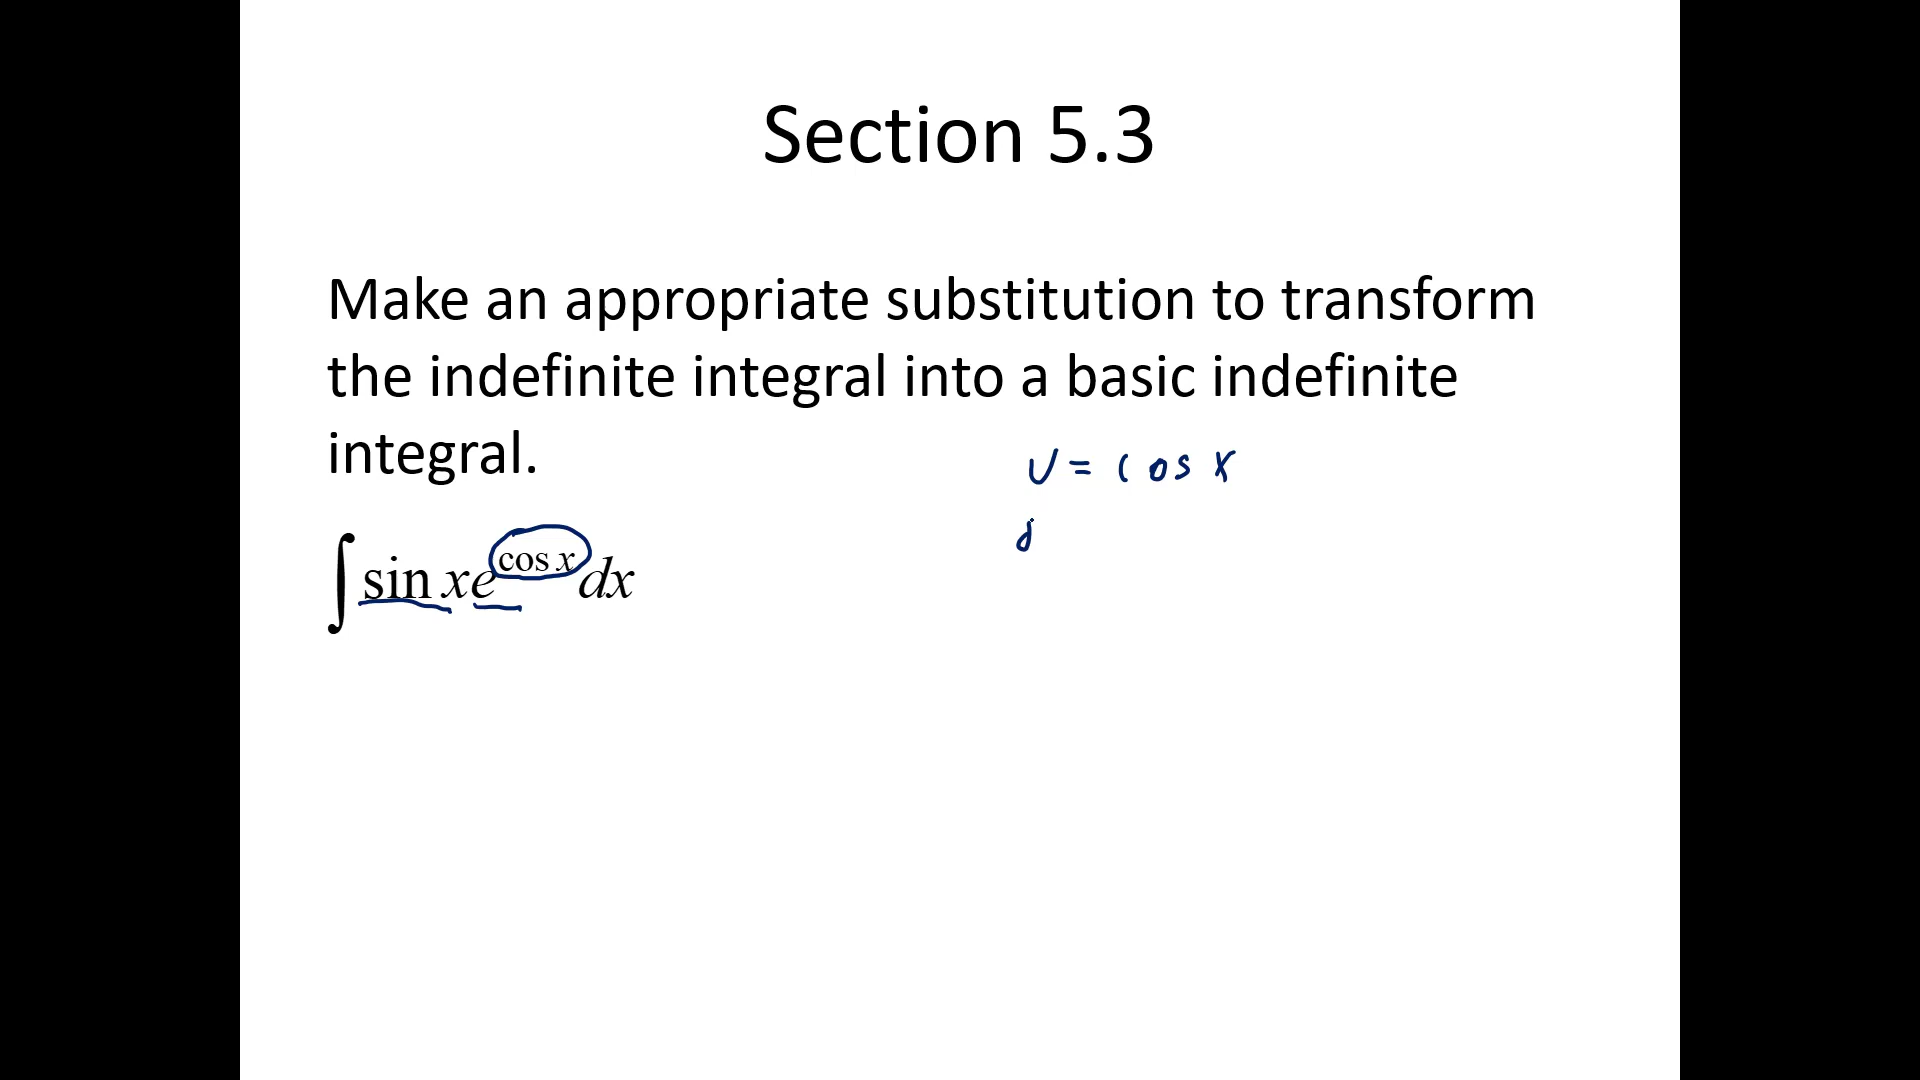 Section 5.3
Make an appropriate substitution to transform
the indefinite integral into a basic indefinite
integral.
u = cos x
d
∫ sin x e^{cos x} dx